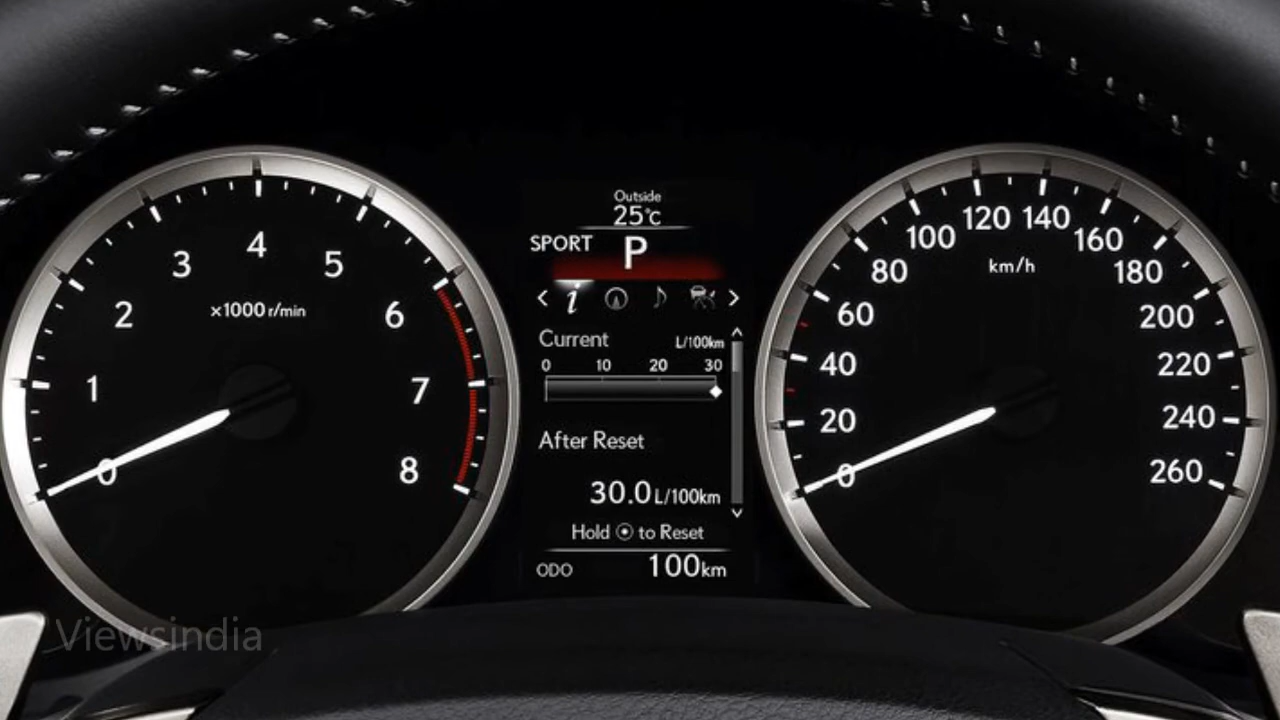 0 1 2 3 4 5 6 7 8
×1000 r/min
Outside
25°C
SPORT P
i
Current L/100km
0 10 20 30
After Reset
30.0 L/100km
Hold ⦿ to Reset
ODO 100km
0 20 40 60 80 100 120 140 160 180 200 220 240 260
km/h
Viewsindia